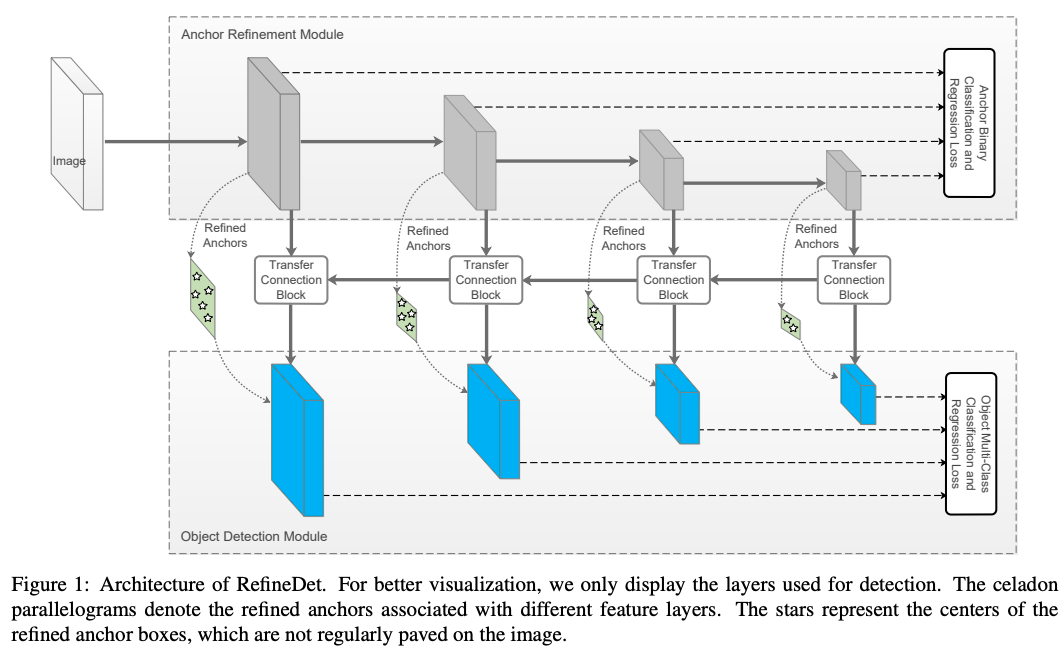 Anchor Refinement Module
Image
Anchor Binary
Classification and
Regression Loss
Refined
Anchors
Refined
Anchors
Refined
Anchors
Refined
Anchors
Transfer
Connection
Block
Transfer
Connection
Block
Transfer
Connection
Block
Transfer
Connection
Block
Object Multi-Class
Classification and
Regression Loss
Object Detection Module
Figure 1: Architecture of RefineDet. For better visualization, we only display the layers used for detection. The celadon
parallelograms denote the refined anchors associated with different feature layers. The stars represent the centers of the
refined anchor boxes, which are not regularly paved on the image.